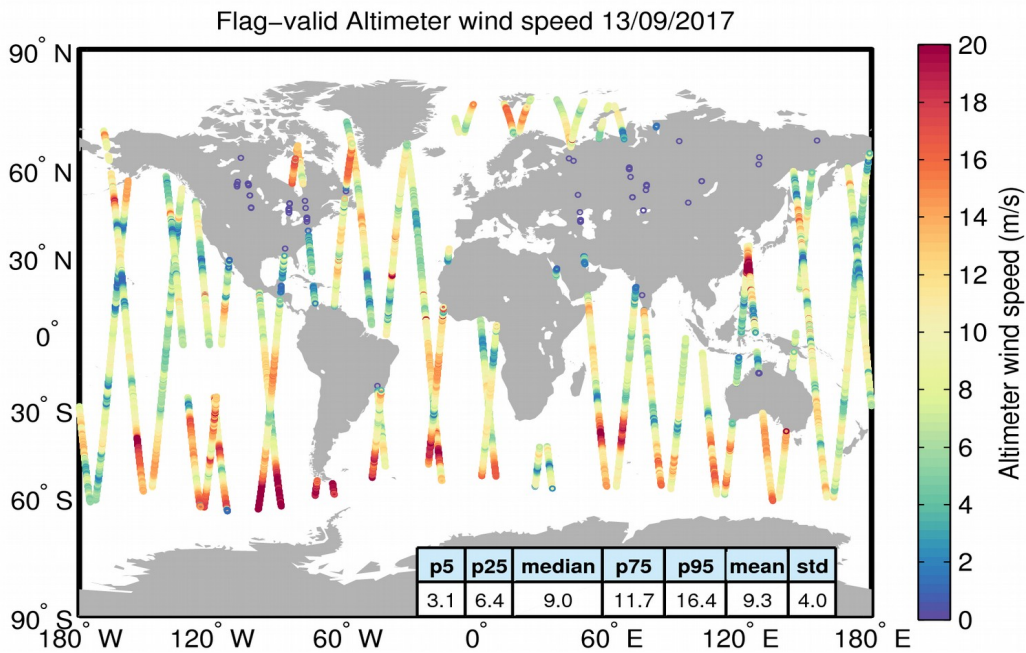 Flag−valid Altimeter wind speed 13/09/2017
90° N
60° N
30° N
0°
30° S
60° S
90° S
180° W
120° W
60° W
0°
60° E
120° E
180° E
p5 p25 median p75 p95 mean std
3.1 6.4 9.0 11.7 16.4 9.3 4.0
20
18
16
14
12
10
8
6
4
2
0
Altimeter wind speed (m/s)